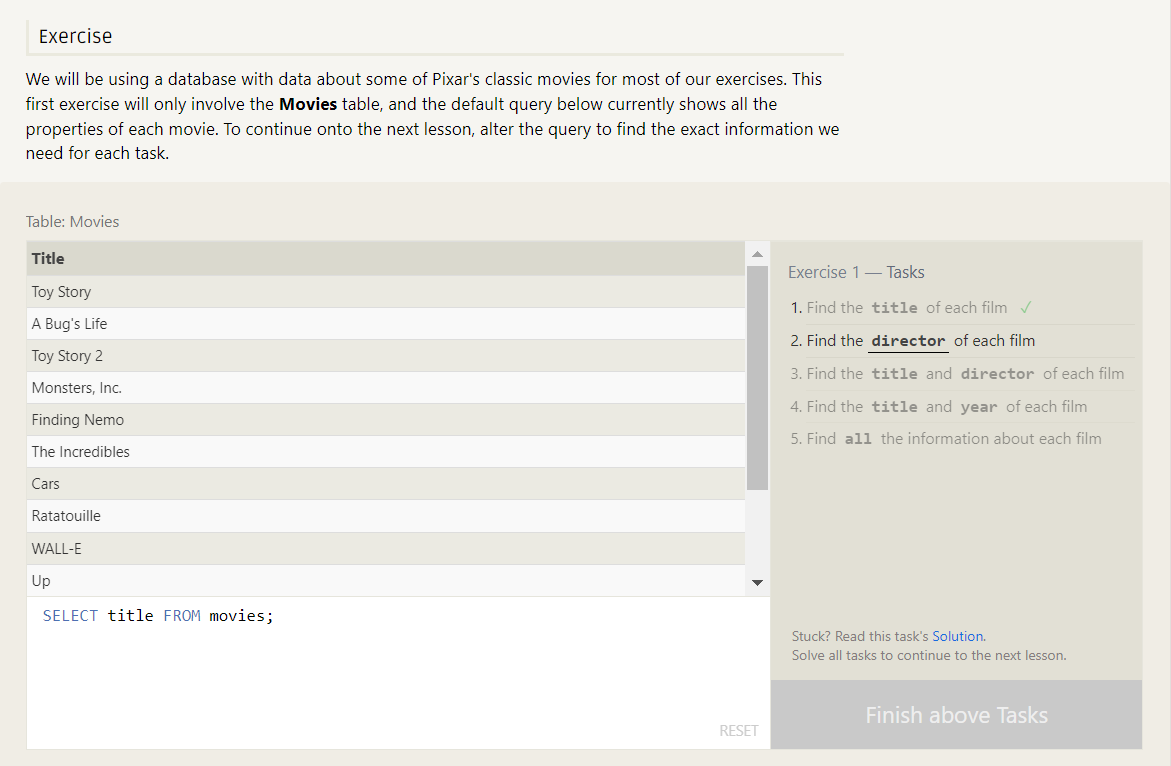 Exercise
We will be using a database with data about some of Pixar's classic movies for most of our exercises. This
first exercise will only involve the Movies table, and the default query below currently shows all the
properties of each movie. To continue onto the next lesson, alter the query to find the exact information we
need for each task.
Table: Movies
Title
Toy Story
A Bug's Life
Toy Story 2
Monsters, Inc.
Finding Nemo
The Incredibles
Cars
Ratatouille
WALL-E
Up
SELECT title FROM movies;
RESET
Exercise 1 — Tasks
1. Find the title of each film ✓
2. Find the director of each film
3. Find the title and director of each film
4. Find the title and year of each film
5. Find all the information about each film
Stuck? Read this task's Solution.
Solve all tasks to continue to the next lesson.
Finish above Tasks